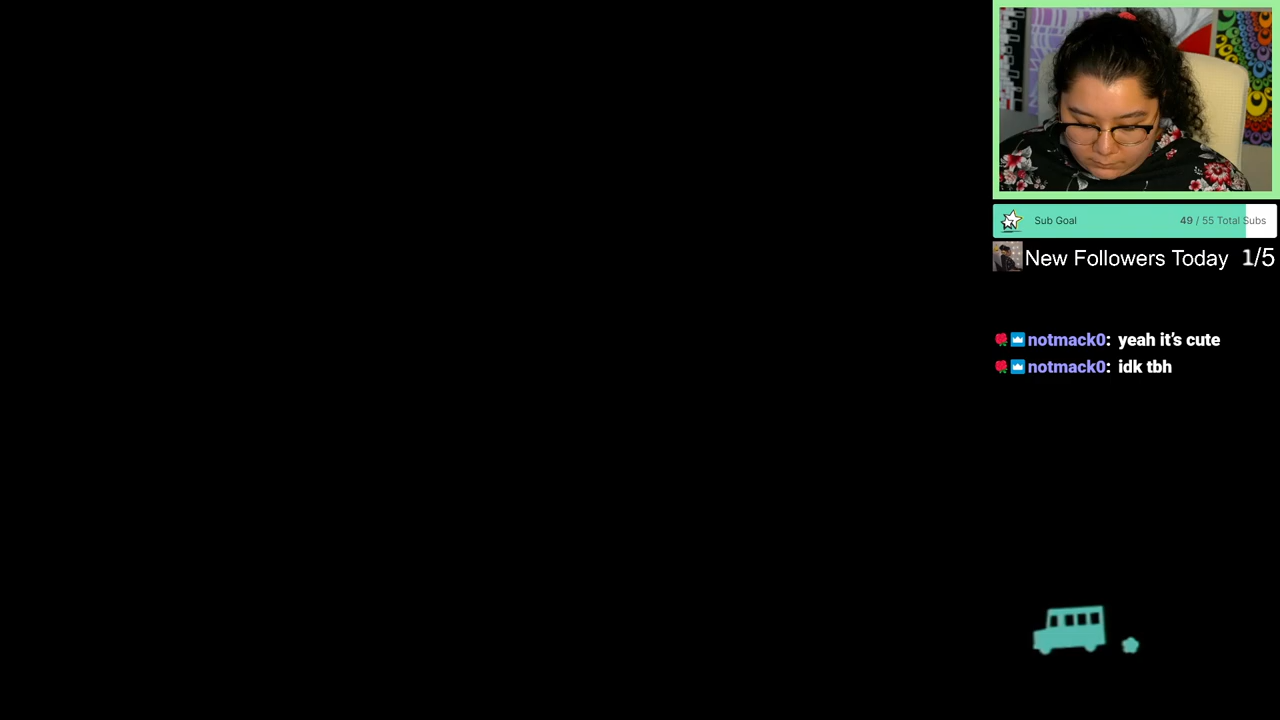 Sub Goal 49 / 55 Total Subs
New Followers Today 1/5
notmack0: yeah it's cute
notmack0: idk tbh